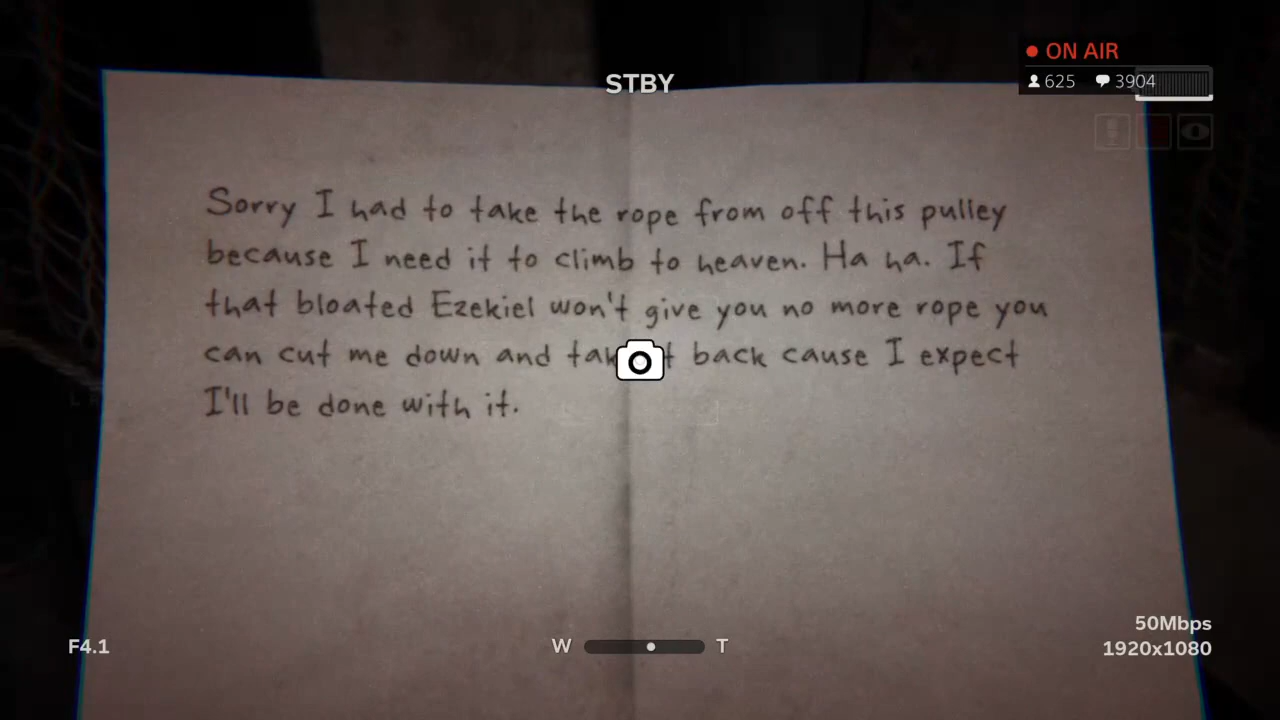 ON AIR
STBY
625 3904
Sorry I had to take the rope from off this pulley
because I need it to climb to heaven. Ha ha. If
that bloated Ezekiel won't give you no more rope you
can cut me down and back cause I expect
I'll be done with it.
F4.1
W T
50Mbps
1920x1080